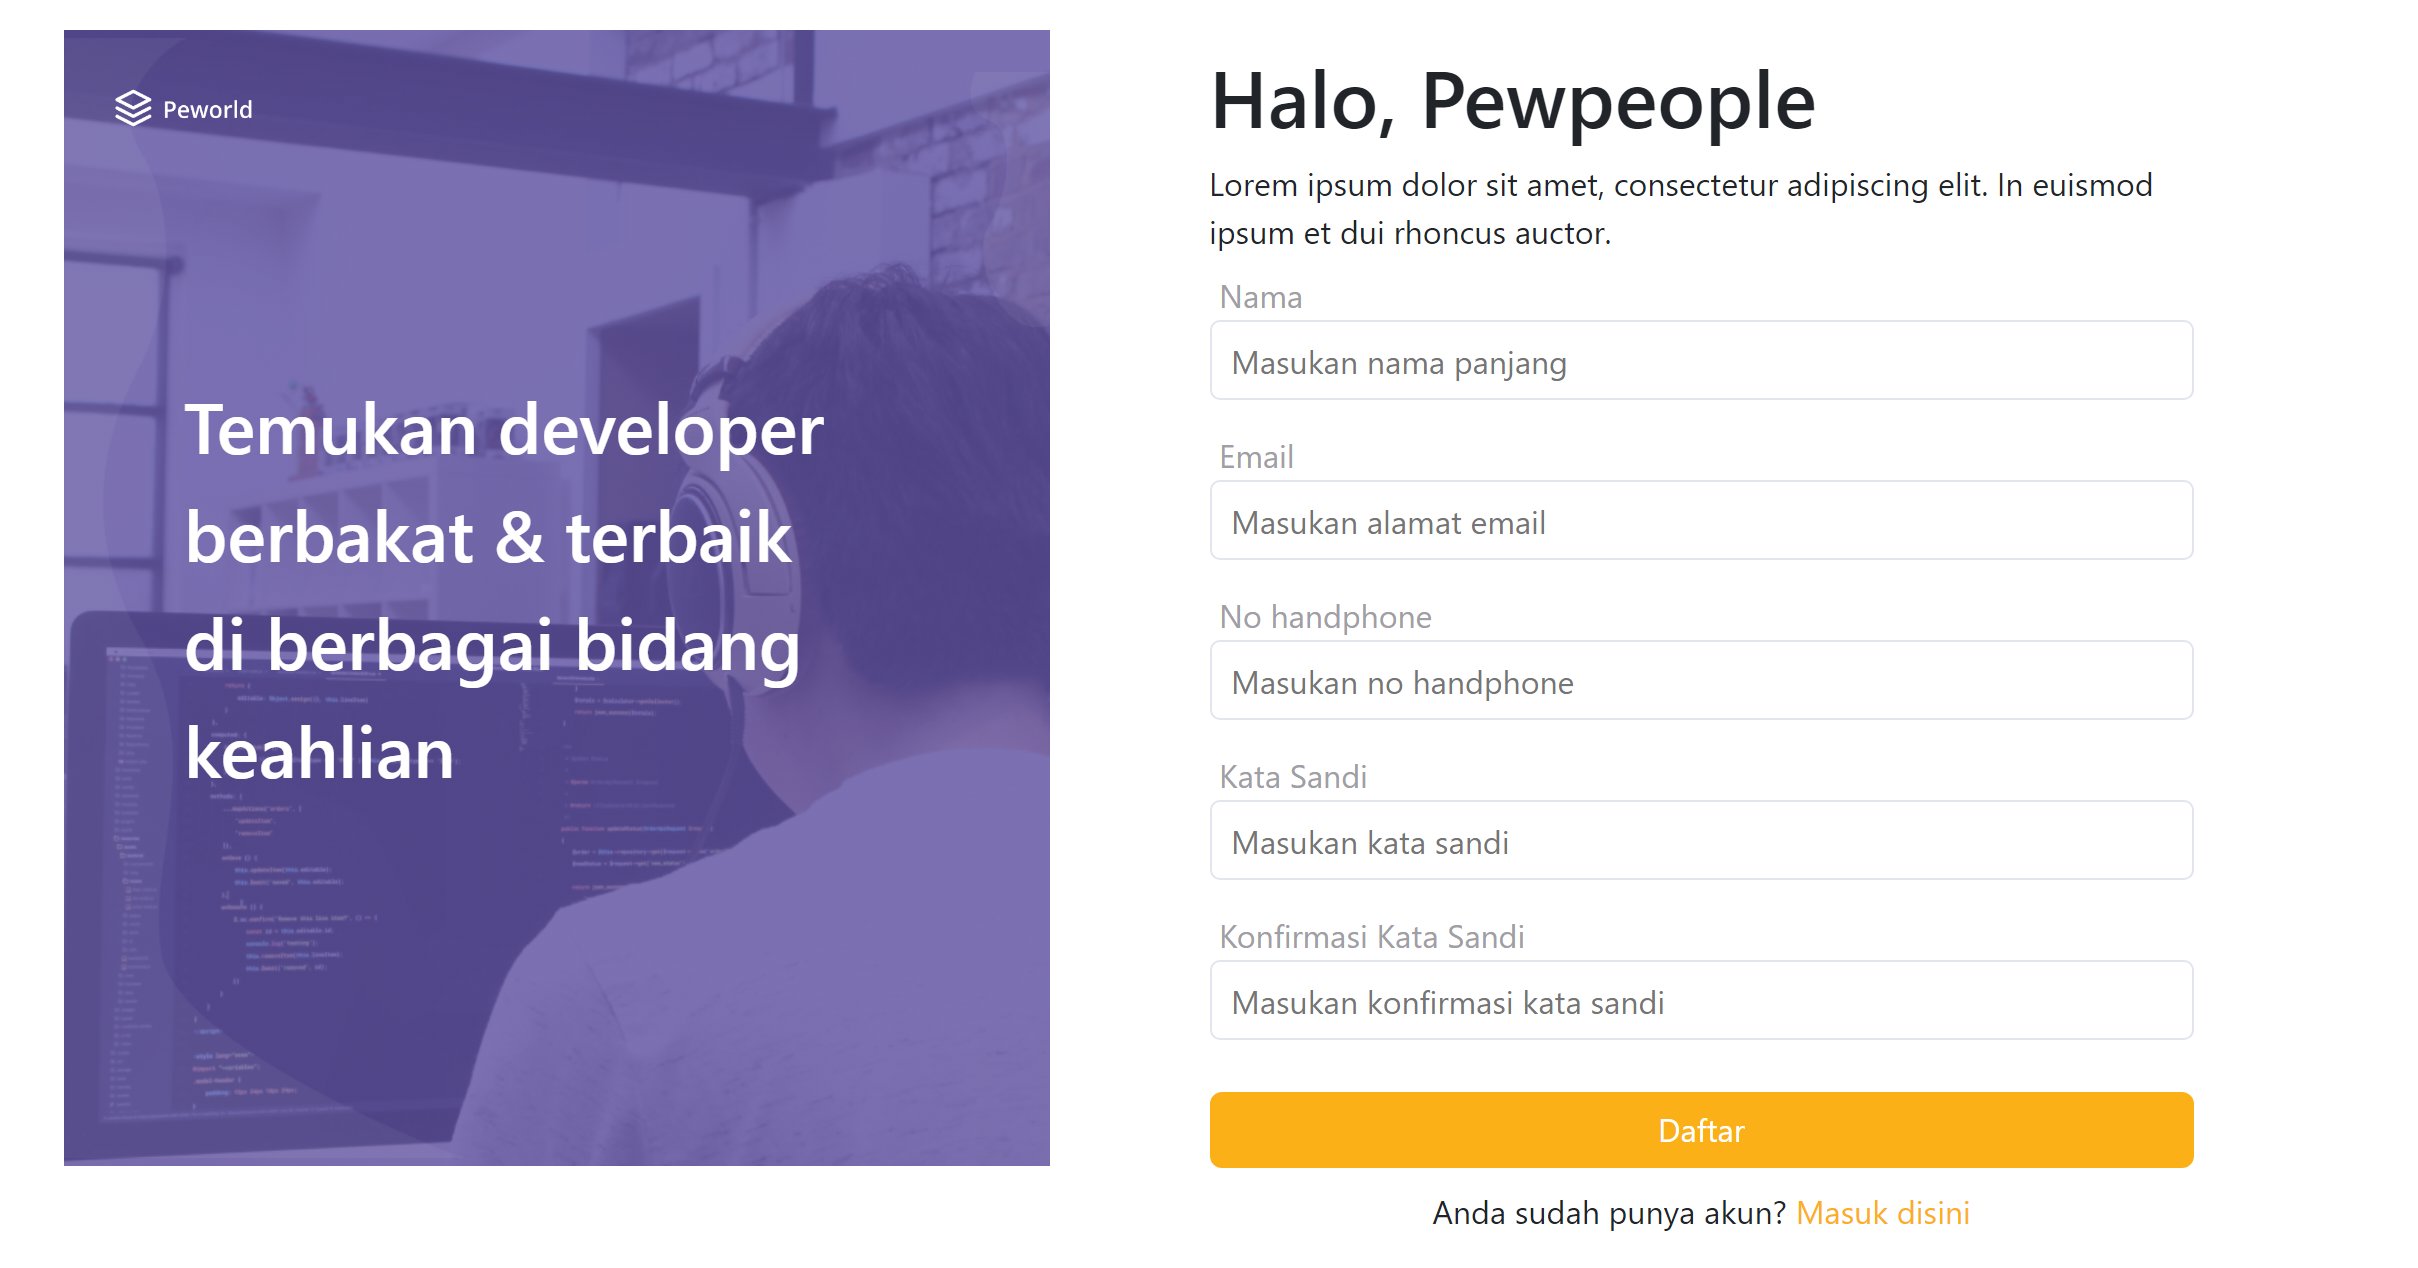 Peworld
Temukan developer
berbakat & terbaik
di berbagai bidang
keahlian
Halo, Pewpeople
Lorem ipsum dolor sit amet, consectetur adipiscing elit. In euismod
ipsum et dui rhoncus auctor.
Nama
Masukan nama panjang
Email
Masukan alamat email
No handphone
Masukan no handphone
Kata Sandi
Masukan kata sandi
Konfirmasi Kata Sandi
Masukan konfirmasi kata sandi
Daftar
Anda sudah punya akun? Masuk disini